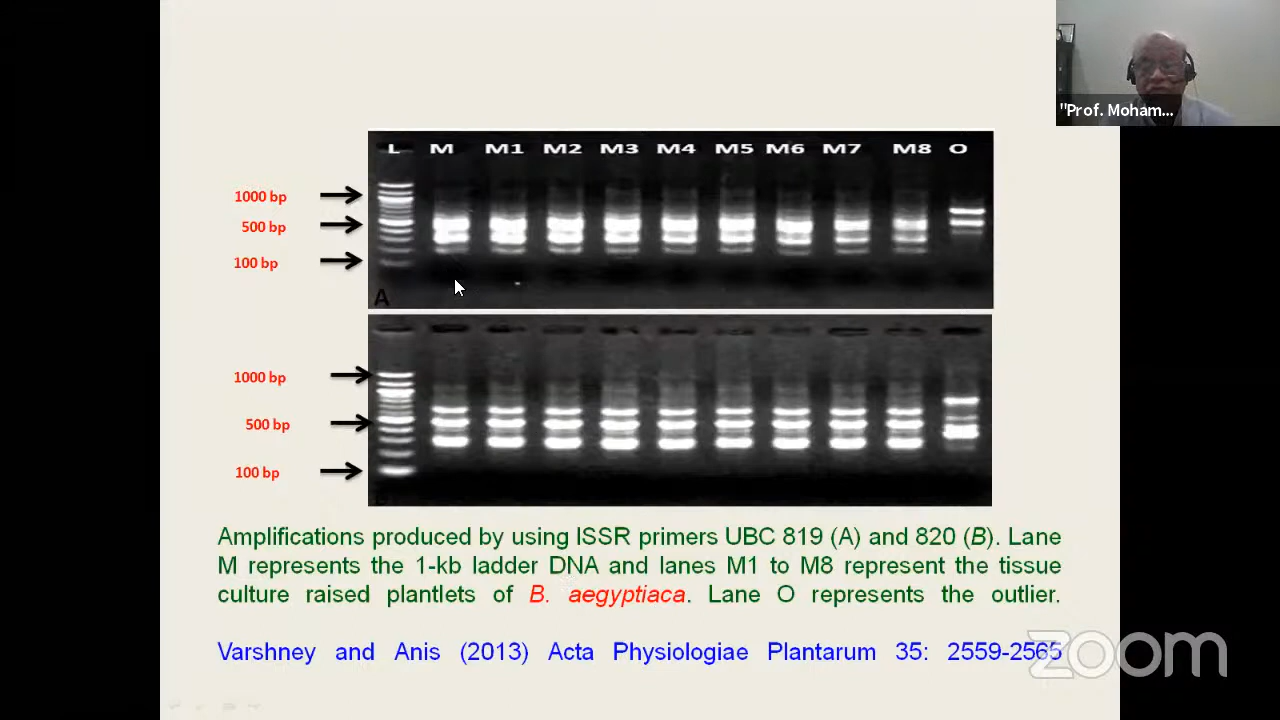 "Prof. Moham...
L M M1 M2 M3 M4 M5 M6 M7 M8 O
1000 bp
500 bp
100 bp
A
1000 bp
500 bp
100 bp
Amplifications produced by using ISSR primers UBC 819 (A) and 820 (B). Lane
M represents the 1-kb ladder DNA and lanes M1 to M8 represent the tissue
culture raised plantlets of B. aegyptiaca. Lane O represents the outlier.
Varshney and Anis (2013) Acta Physiologiae Plantarum 35: 2559-2565
zoom